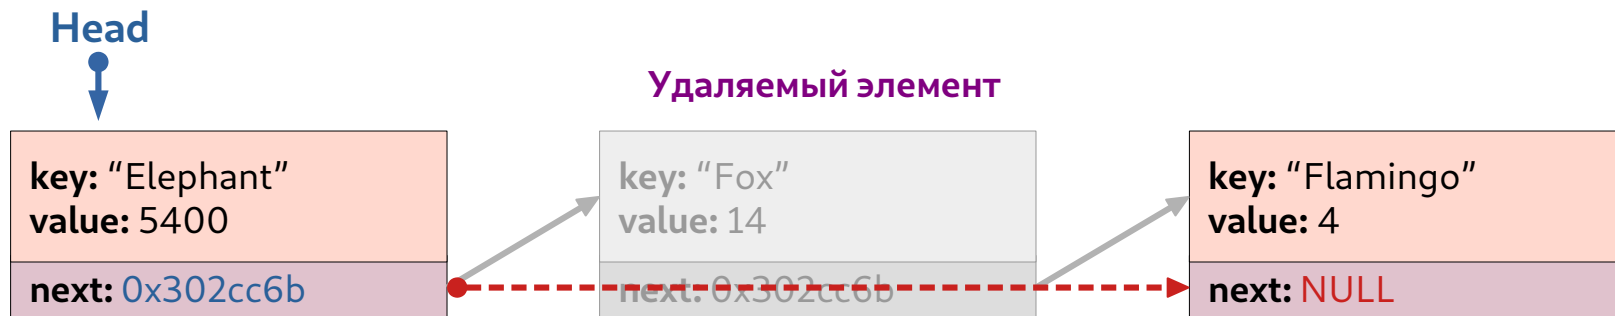 Head
Удаляемый элемент
key: “Elephant”
value: 5400
next: 0x302cc6b
key: “Fox”
value: 14
next: 0x302cc6b
key: “Flamingo”
value: 4
next: NULL